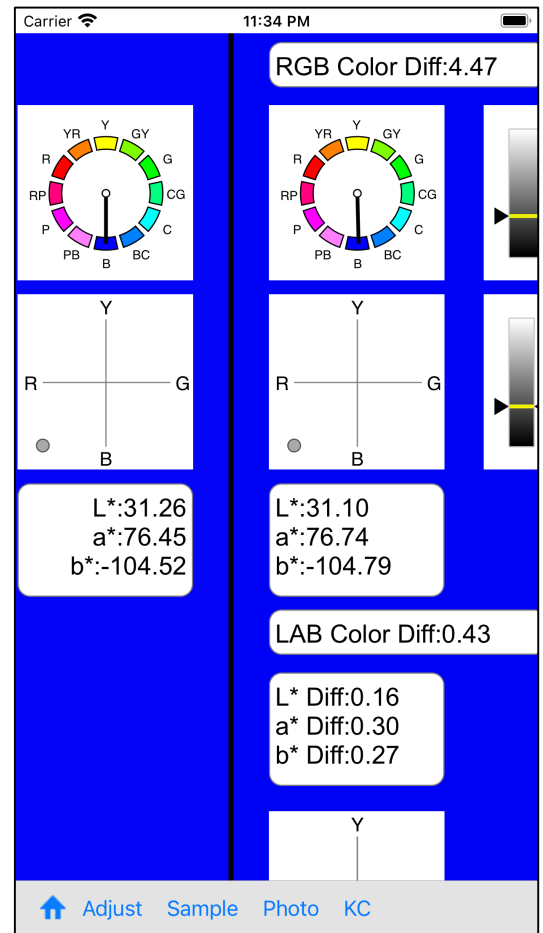 Carrier 11:34 PM
RGB Color Diff:4.47
Y
YR GY
R G
RP CG
P C
PB BC
B
Y
YR GY
R G
RP CG
P C
PB BC
B
Y
R G
B
Y
R G
B
L*:31.26
a*:76.45
b*:-104.52
L*:31.10
a*:76.74
b*:-104.79
LAB Color Diff:0.43
L* Diff:0.16
a* Diff:0.30
b* Diff:0.27
Y
Adjust Sample Photo KC